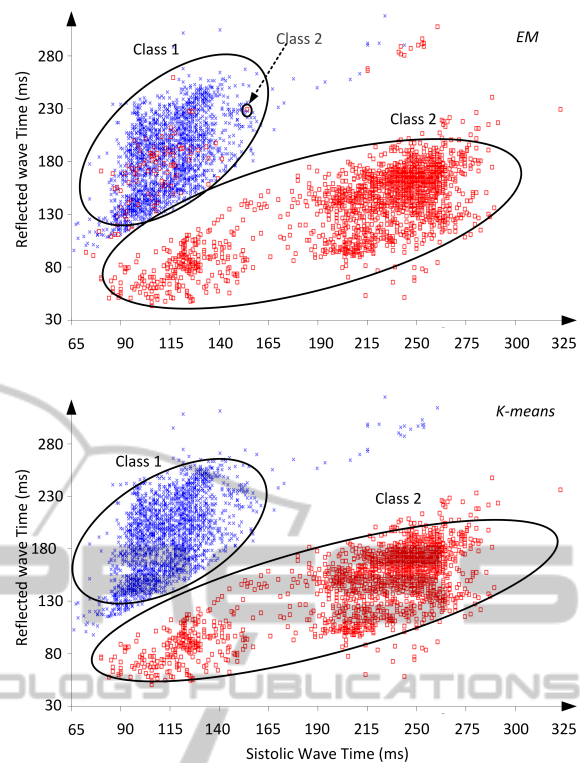 EM
Class 1
Class 2
Class 2
Reflected wave Time (ms)
280
230
180
130
80
30
65 90 115 140 165 190 215 240 275 300 325
K-means
Class 1
Class 2
Reflected wave Time (ms)
280
230
180
130
80
30
65 90 115 140 165 190 215 240 275 300 325
Sistolic Wave Time (ms)
OLOGY PUBLICATIONS